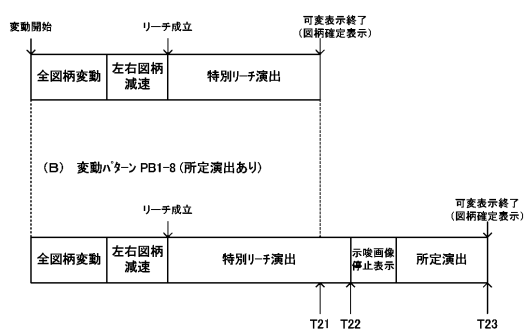 変動開始
リーチ成立
可変表示終了
(図柄確定表示)
全図柄変動
左右図柄
減速
特別リーチ演出
(B) 変動パターン PB1-8 (所定演出あり)
リーチ成立
可変表示終了
(図柄確定表示)
全図柄変動
左右図柄
減速
特別リーチ演出
示唆画像
停止表示
所定演出
T21
T22
T23